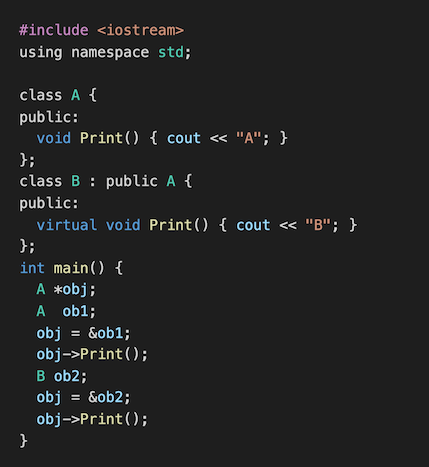 #include <iostream>
using namespace std;

class A {
public:
  void Print() { cout << "A"; }
};
class B : public A {
public:
  virtual void Print() { cout << "B"; }
};
int main() {
  A *obj;
  A  ob1;
  obj = &ob1;
  obj->Print();
  B ob2;
  obj = &ob2;
  obj->Print();
}